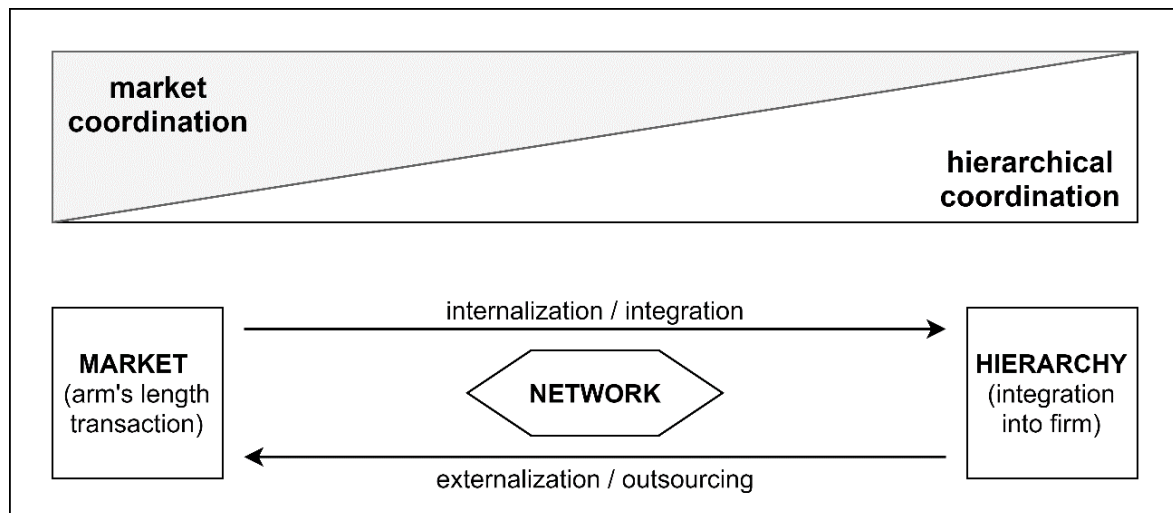 market
coordination
hierarchical
coordination
internalization / integration
MARKET
(arm's length
transaction)
NETWORK
HIERARCHY
(integration
into firm)
externalization / outsourcing